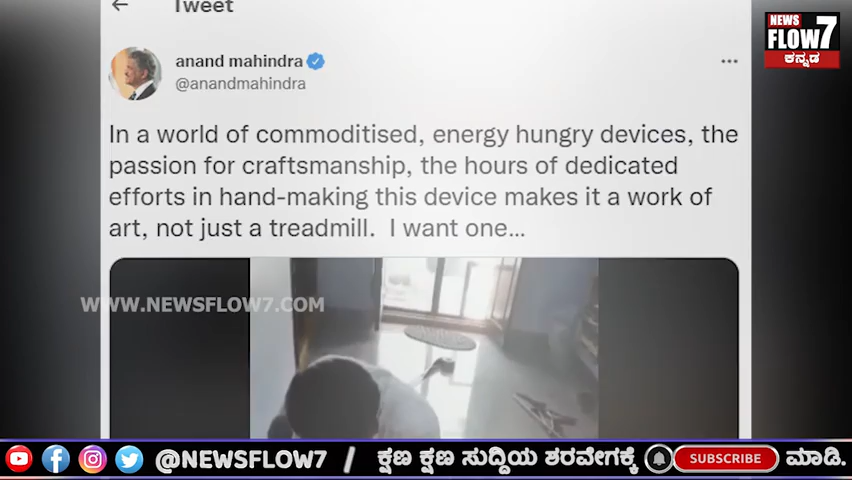 Tweet
NEWS
FLOW7
ಕನ್ನಡ
anand mahindra
@anandmahindra
In a world of commoditised, energy hungry devices, the
passion for craftsmanship, the hours of dedicated
efforts in hand-making this device makes it a work of
art, not just a treadmill. I want one...
WWW.NEWSFLOW7.COM
@NEWSFLOW7 / ಕ್ಷಣ ಕ್ಷಣ ಸುದ್ದಿಯ ಶರವೇಗಕ್ಕೆ SUBSCRIBE ಮಾಡಿ.